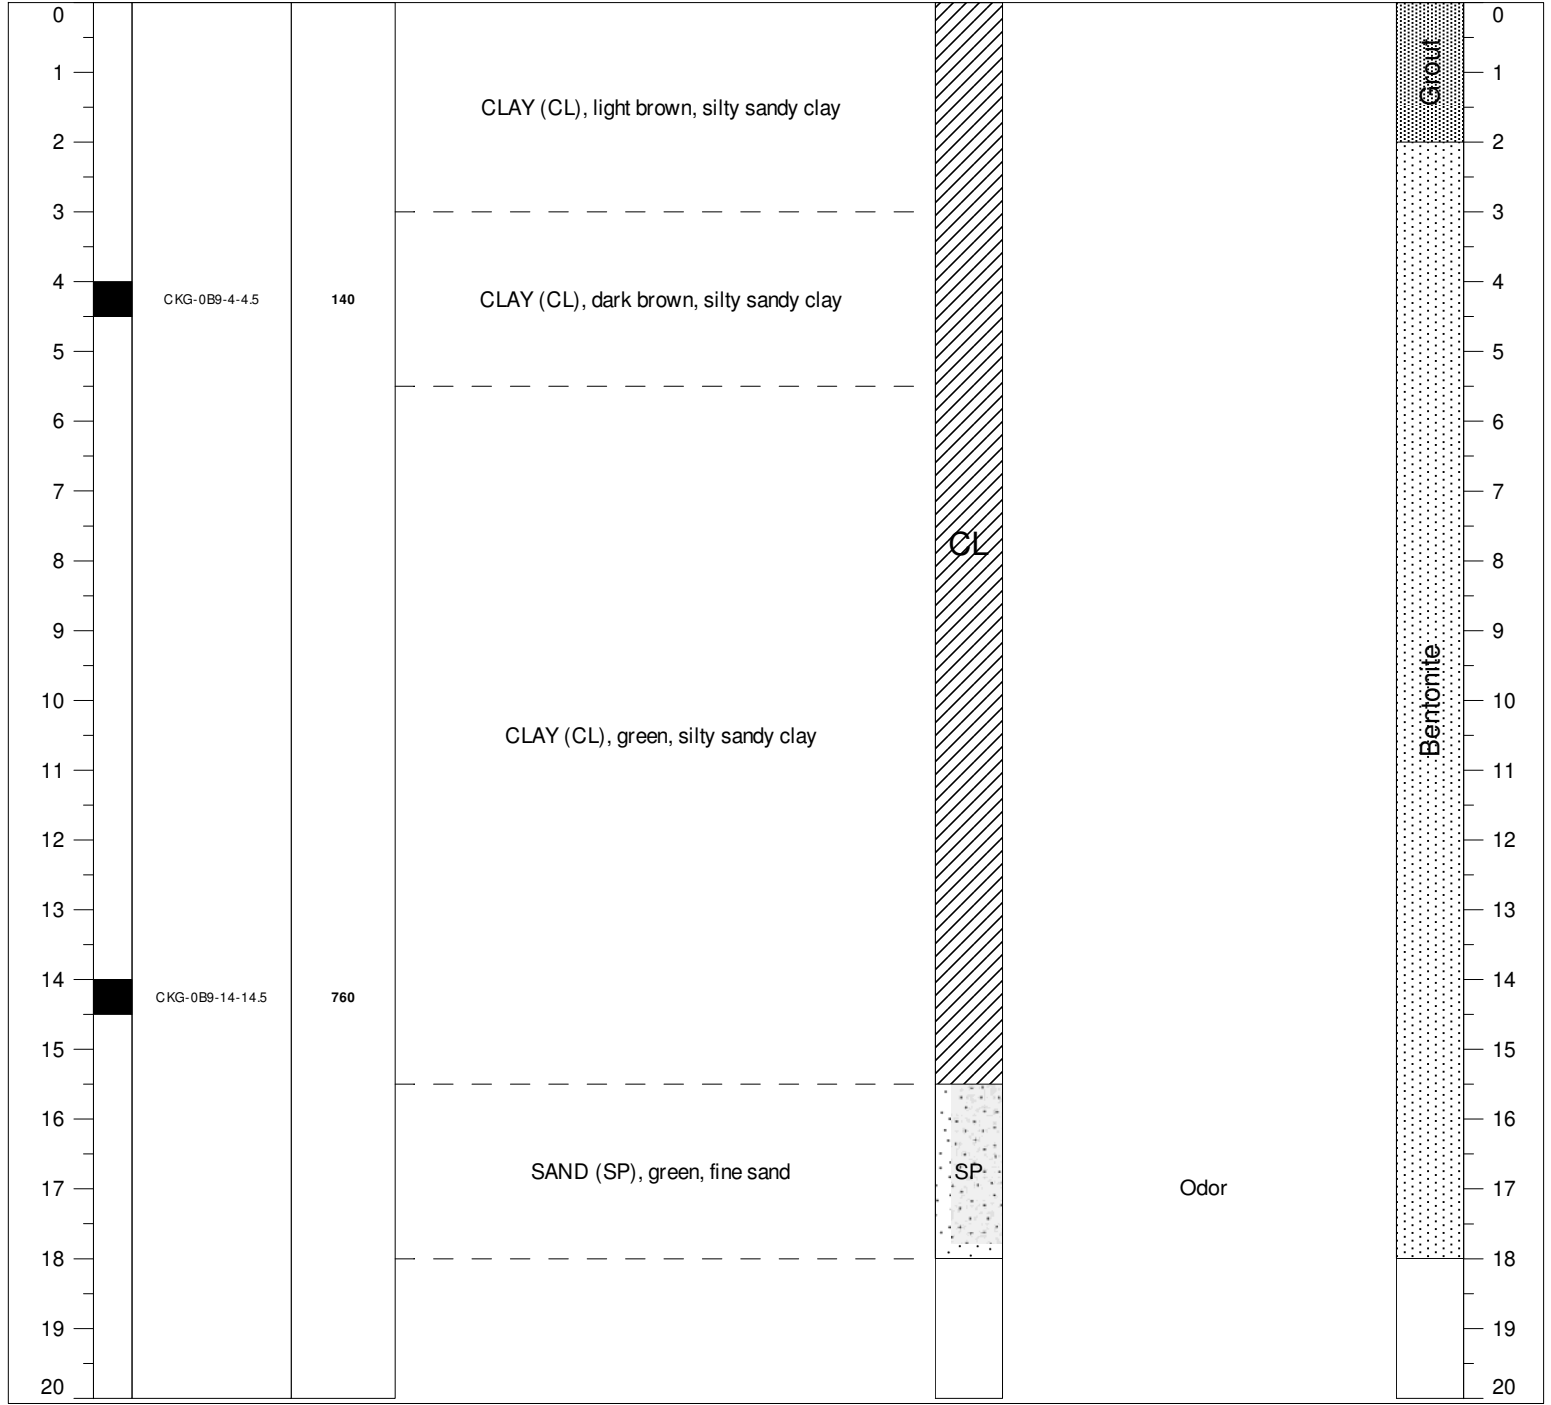 0 0
Grout
1 1
CLAY (CL), light brown, silty sandy clay
2 2
3 3
4 4
CKG-0B9-4-4.5 140 CLAY (CL), dark brown, silty sandy clay
5 5
6 6
7 7
CL
8 8
9 9
Bentonite
10 10
CLAY (CL), green, silty sandy clay
11 11
12 12
13 13
14 14
CKG-0B9-14-14.5 760
15 15
16 16
SAND (SP), green, fine sand SP
17 Odor 17
18 18
19 19
20 20